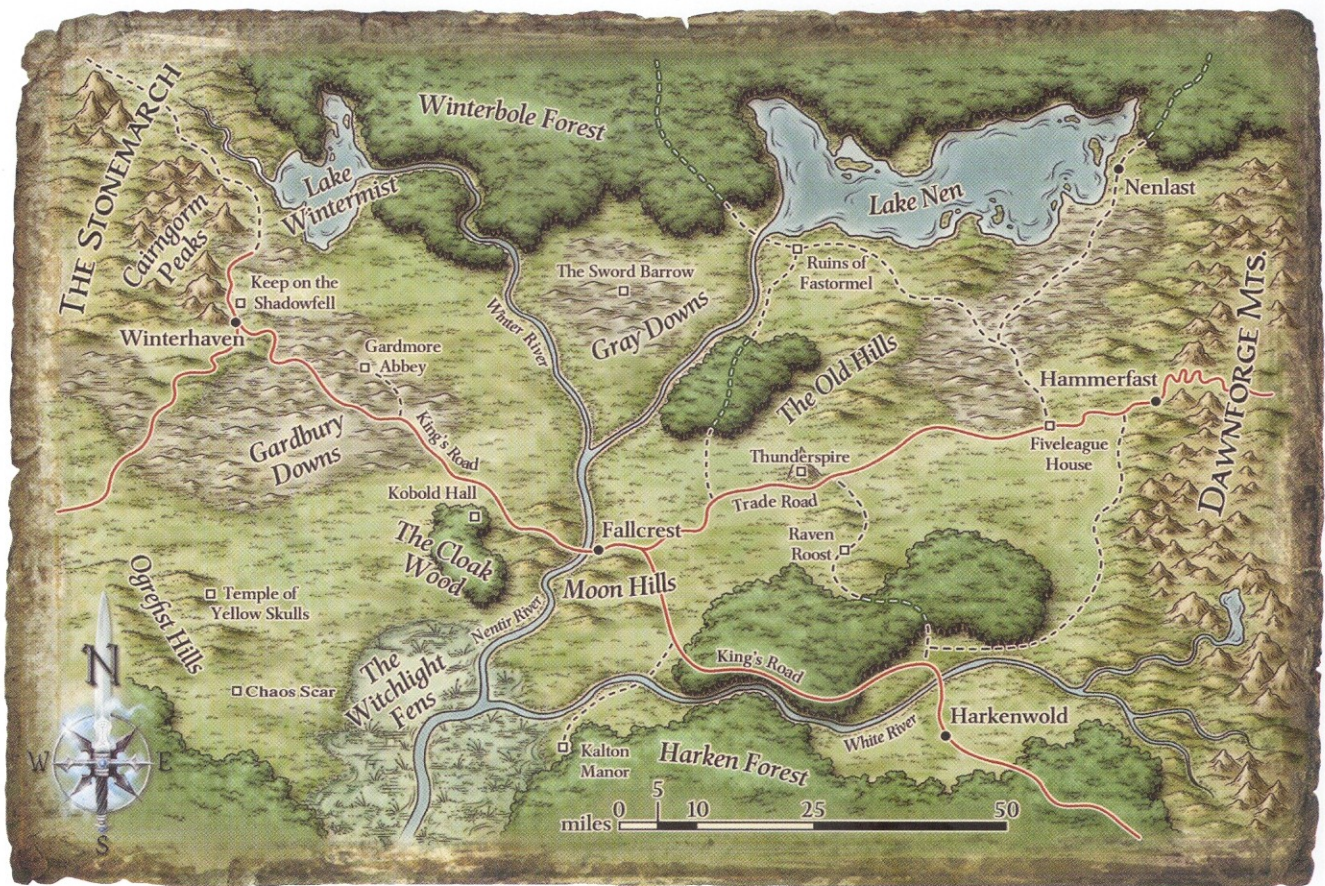 THE STONEMARCH
Winterbole Forest
Lake
Wintermist
Cairngorm
Peaks
Lake Nen
Nenlast
Keep on the
Shadowfell
The Sword Barrow
Ruins of
Fastormel
DAWNFORGE MTS.
Winter River
Gray Downs
Winterhaven
Gardmore
Abbey
The Old Hills
Hammerfast
Gardbury
Downs
King's Road
Fiveleague
House
Thunderspire
Trade Road
Kobold Hall
The Cloak
Wood
Fallcrest
Raven
Roost
Moon Hills
Ogrefist Hills
Temple of
Yellow Skulls
Nentir River
The
Witchlight
Fens
King's Road
N
Chaos Scar
Harkenwold
White River
Kalton
Manor
Harken Forest
W
E
S
miles 0 5 10 25 50